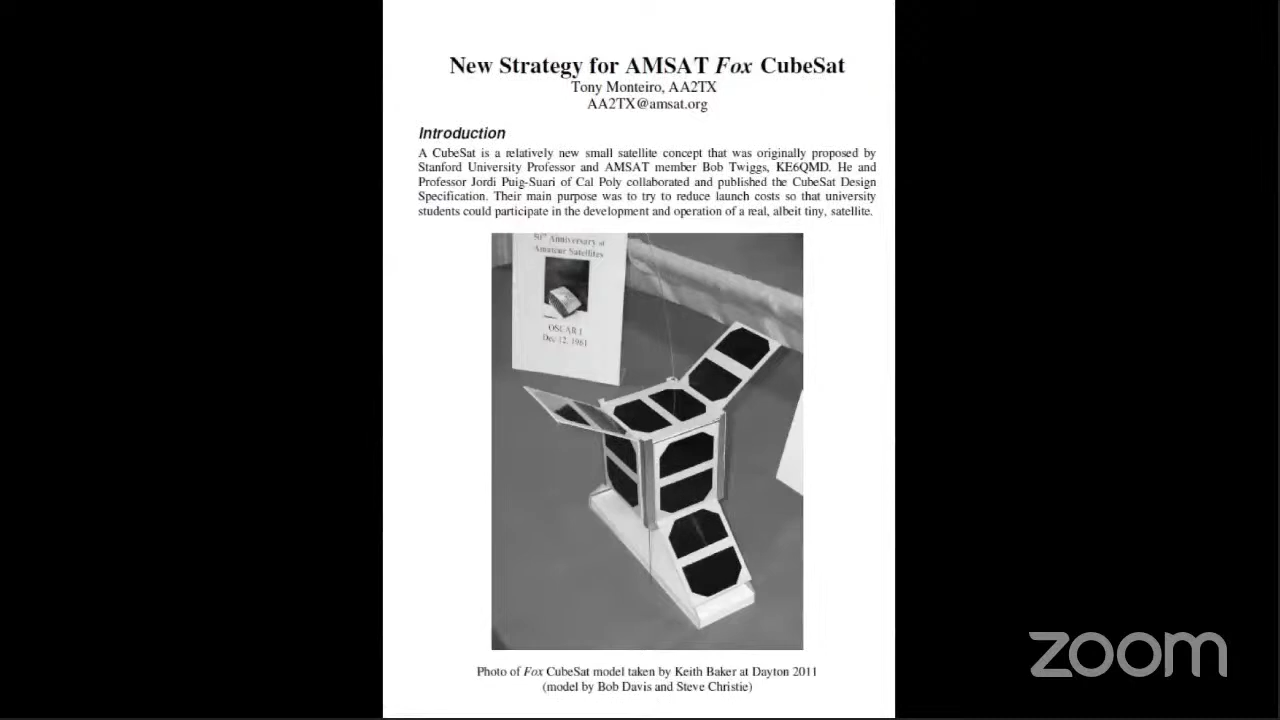 New Strategy for AMSAT Fox CubeSat
Tony Monteiro, AA2TX
AA2TX@amsat.org
Introduction
A CubeSat is a relatively new small satellite concept that was originally proposed by
Stanford University Professor and AMSAT member Bob Twiggs, KE6QMD. He and
Professor Jordi Puig-Suari of Cal Poly collaborated and published the CubeSat Design
Specification. Their main purpose was to try to reduce launch costs so that university
students could participate in the development and operation of a real, albeit tiny, satellite.
50th Anniversary of
Amateur Satellites
OSCAR I
Dec 12, 1961
Photo of Fox CubeSat model taken by Keith Baker at Dayton 2011
(model by Bob Davis and Steve Christie)
zoom